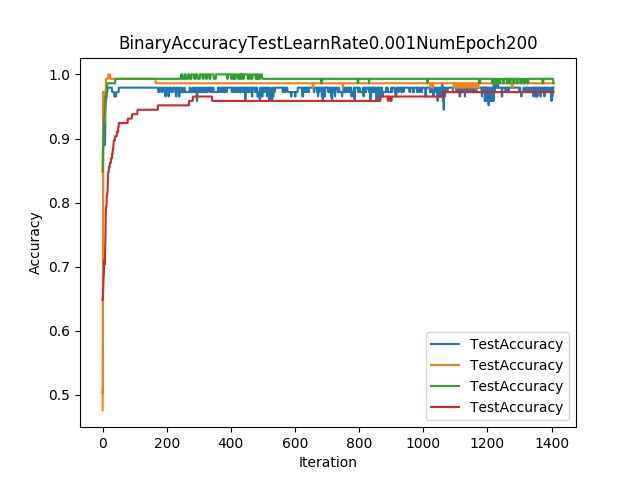 BinaryAccuracyTestLearnRate0.001NumEpoch200
1.0
0.9
0.8
0.7
0.6
0.5
Accuracy
0 200 400 600 800 1000 1200 1400
Iteration
TestAccuracy
TestAccuracy
TestAccuracy
TestAccuracy